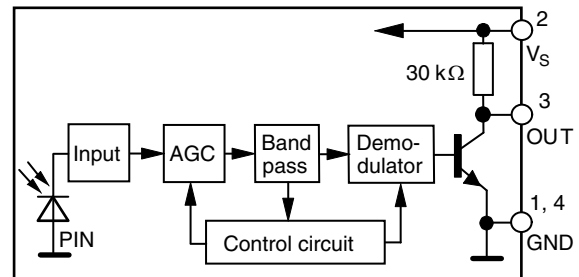 2
V_S
30 kΩ
3
OUT
Input
AGC
Band
pass
Demo-
dulator
1, 4
GND
PIN
Control circuit